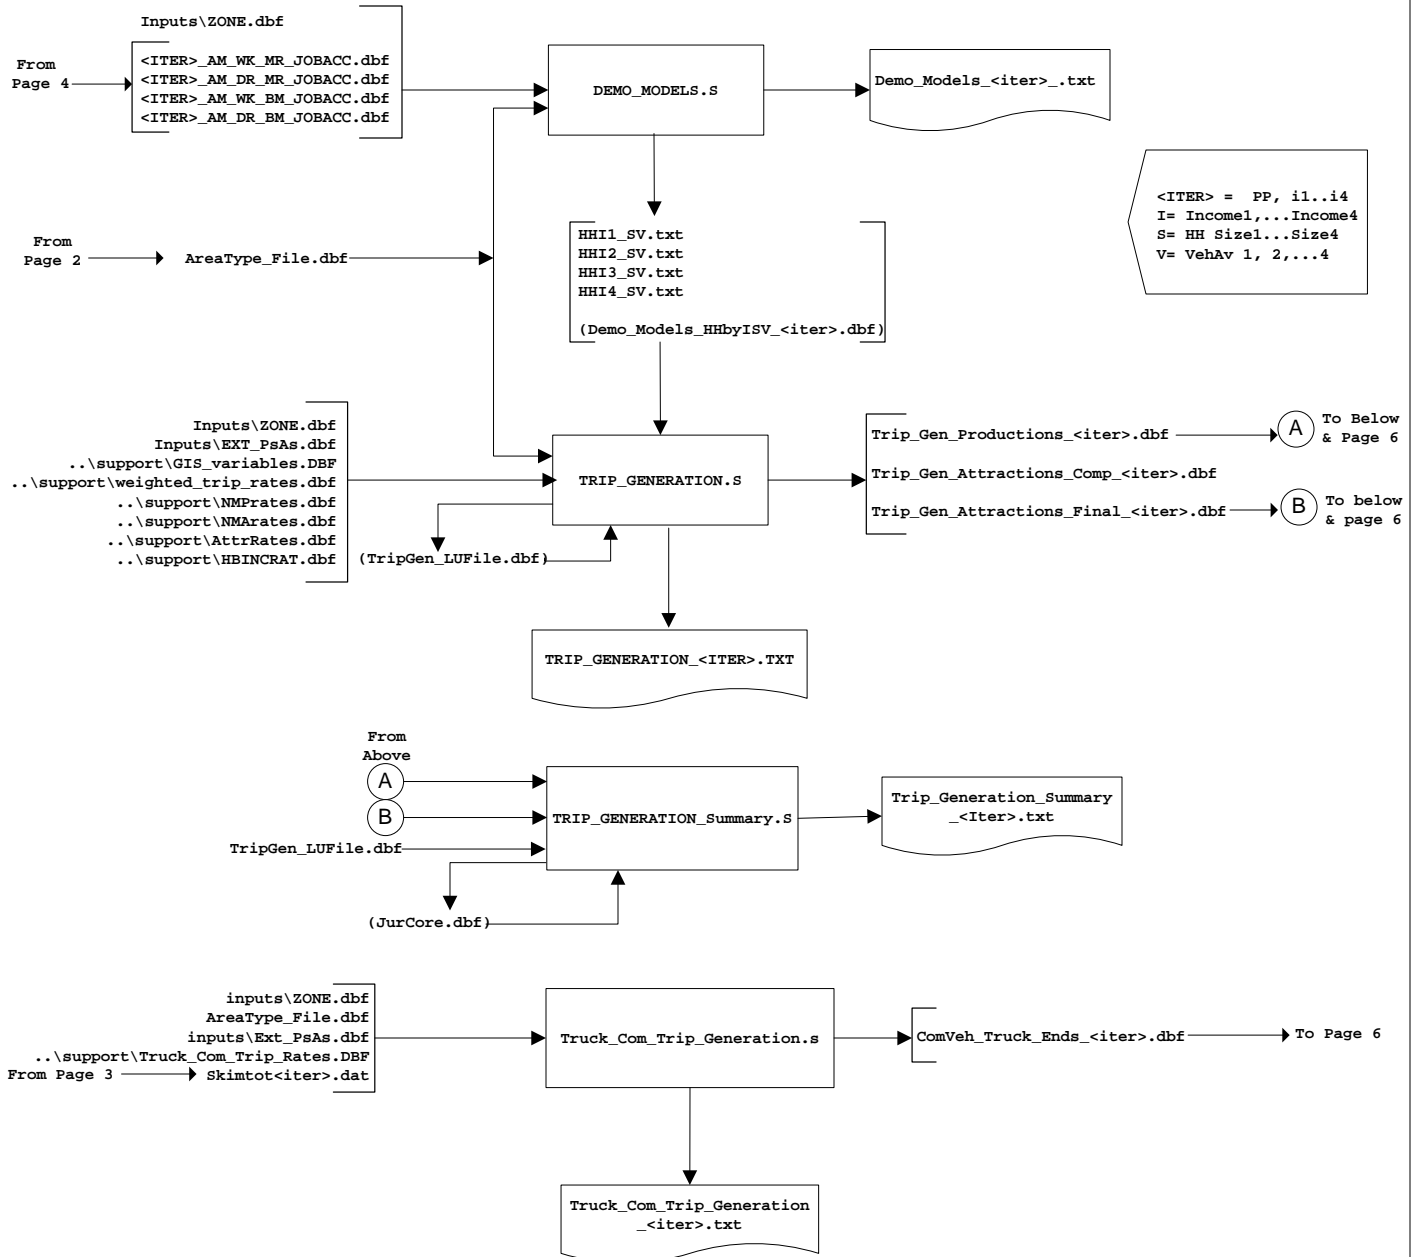 Inputs\ZONE.dbf
From
Page 4
<ITER>_AM_WK_MR_JOBACC.dbf
<ITER>_AM_DR_MR_JOBACC.dbf
<ITER>_AM_WK_BM_JOBACC.dbf
<ITER>_AM_DR_BM_JOBACC.dbf
DEMO_MODELS.S
Demo_Models_<iter>_.txt
<ITER> = PP, i1..i4
I= Income1,...Income4
S= HH Size1...Size4
V= VehAv 1, 2,...4
From
Page 2
AreaType_File.dbf
HHI1_SV.txt
HHI2_SV.txt
HHI3_SV.txt
HHI4_SV.txt
(Demo_Models_HHbyISV_<iter>.dbf)
Inputs\ZONE.dbf
Inputs\EXT_PsAs.dbf
..\support\GIS_variables.DBF
..\support\weighted_trip_rates.dbf
..\support\NMPrates.dbf
..\support\NMArates.dbf
..\support\AttrRates.dbf
..\support\HBINCRAT.dbf
TRIP_GENERATION.S
(TripGen_LUFile.dbf)
Trip_Gen_Productions_<iter>.dbf
A
To Below
& Page 6
Trip_Gen_Attractions_Comp_<iter>.dbf
Trip_Gen_Attractions_Final_<iter>.dbf
B
To below
& page 6
TRIP_GENERATION_<ITER>.TXT
From
Above
A
B
TripGen_LUFile.dbf
TRIP_GENERATION_Summary.S
Trip_Generation_Summary
_<Iter>.txt
(JurCore.dbf)
inputs\ZONE.dbf
AreaType_File.dbf
inputs\Ext_PsAs.dbf
..\support\Truck_Com_Trip_Rates.DBF
From Page 3
Skimtot<iter>.dat
Truck_Com_Trip_Generation.s
ComVeh_Truck_Ends_<iter>.dbf
To Page 6
Truck_Com_Trip_Generation
_<iter>.txt